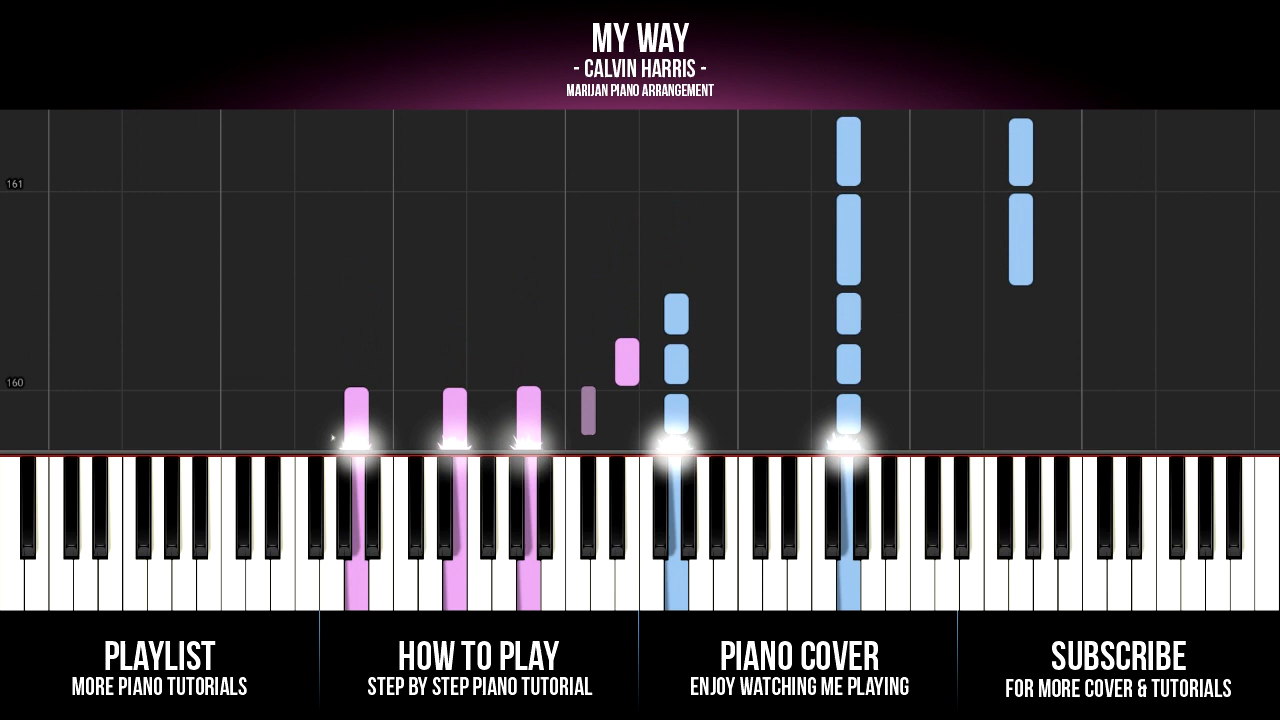 MY WAY
- CALVIN HARRIS -
MARIJAN PIANO ARRANGEMENT
161
160
PLAYLIST
MORE PIANO TUTORIALS
HOW TO PLAY
STEP BY STEP PIANO TUTORIAL
PIANO COVER
ENJOY WATCHING ME PLAYING
SUBSCRIBE
FOR MORE COVER & TUTORIALS